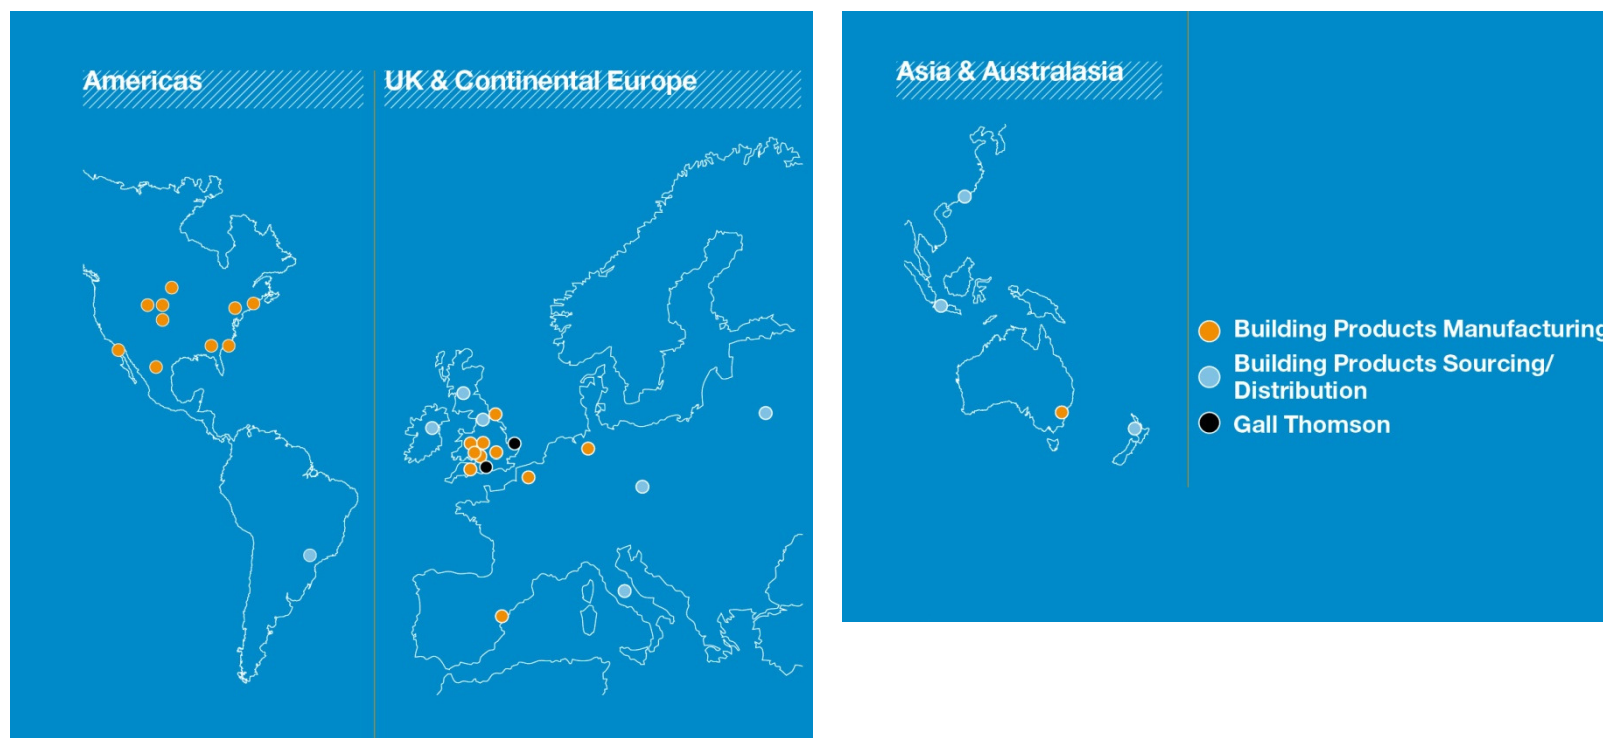 Americas
UK & Continental Europe
Asia & Australasia
Building Products Manufacturing
Building Products Sourcing/
Distribution
Gall Thomson